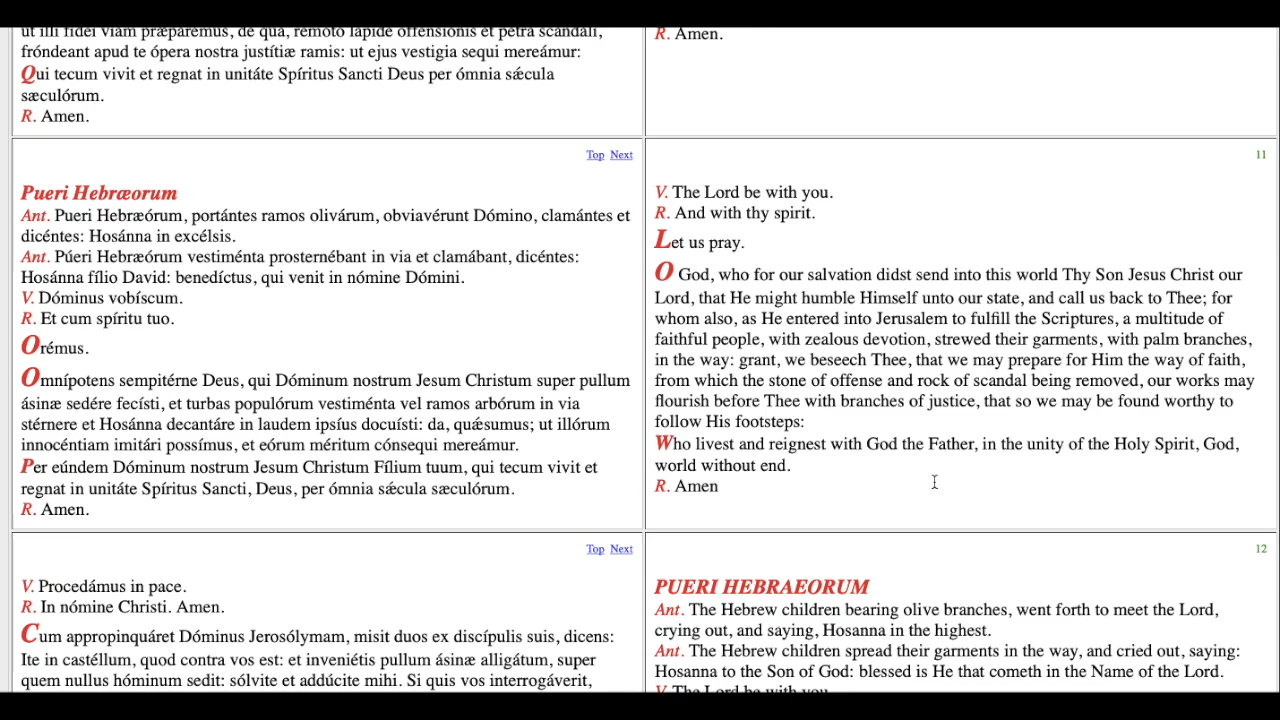 ut illi fidei viam præparémus, de qua, remóto lápide offensiónis et petra scándali,
fróndeant apud te ópera nostra justítiæ ramis: ut ejus vestigia sequi mereámur:
Qui tecum vivit et regnat in unitáte Spíritus Sancti Deus per ómnia sǽcula
sæculórum.
R. Amen.
R. Amen.
Top Next
Pueri Hebræorum
Ant. Pueri Hebræórum, portántes ramos olivárum, obviavérunt Dómino, clamántes et
dicéntes: Hosánna in excélsis.
Ant. Púeri Hebræórum vestiménta prosternébant in via et clamábant, dicéntes:
Hosánna fílio David: benedíctus, qui venit in nómine Dómini.
V. Dóminus vobíscum.
R. Et cum spíritu tuo.
Orémus.
Omnípotens sempitérne Deus, qui Dóminum nostrum Jesum Christum super pullum
ásinæ sedére fecísti, et turbas populórum vestiménta vel ramos arbórum in via
stérnere et Hosánna decantáre in laudem ipsíus docuísti: da, quǽsumus; ut illórum
innocéntiam imitári possímus, et eórum méritum cónsequi mereámur.
Per eúndem Dóminum nostrum Jesum Christum Fílium tuum, qui tecum vivit et
regnat in unitáte Spíritus Sancti, Deus, per ómnia sǽcula sæculórum.
R. Amen.
11
V. The Lord be with you.
R. And with thy spirit.
Let us pray.
O God, who for our salvation didst send into this world Thy Son Jesus Christ our
Lord, that He might humble Himself unto our state, and call us back to Thee; for
whom also, as He entered into Jerusalem to fulfill the Scriptures, a multitude of
faithful people, with zealous devotion, strewed their garments, with palm branches,
in the way: grant, we beseech Thee, that we may prepare for Him the way of faith,
from which the stone of offense and rock of scandal being removed, our works may
flourish before Thee with branches of justice, that so we may be found worthy to
follow His footsteps:
Who livest and reignest with God the Father, in the unity of the Holy Spirit, God,
world without end.
R. Amen
Top Next
V. Procedámus in pace.
R. In nómine Christi. Amen.
Cum appropinquáret Dóminus Jerosólymam, misit duos ex discípulis suis, dicens:
Ite in castéllum, quod contra vos est: et inveniétis pullum ásinæ alligátum, super
quem nullus hóminum sedit: sólvite et addúcite mihi. Si quis vos interrogáverit,
12
PUERI HEBRAEORUM
Ant. The Hebrew children bearing olive branches, went forth to meet the Lord,
crying out, and saying, Hosanna in the highest.
Ant. The Hebrew children spread their garments in the way, and cried out, saying:
Hosanna to the Son of God: blessed is He that cometh in the Name of the Lord.
V. The Lord be with you